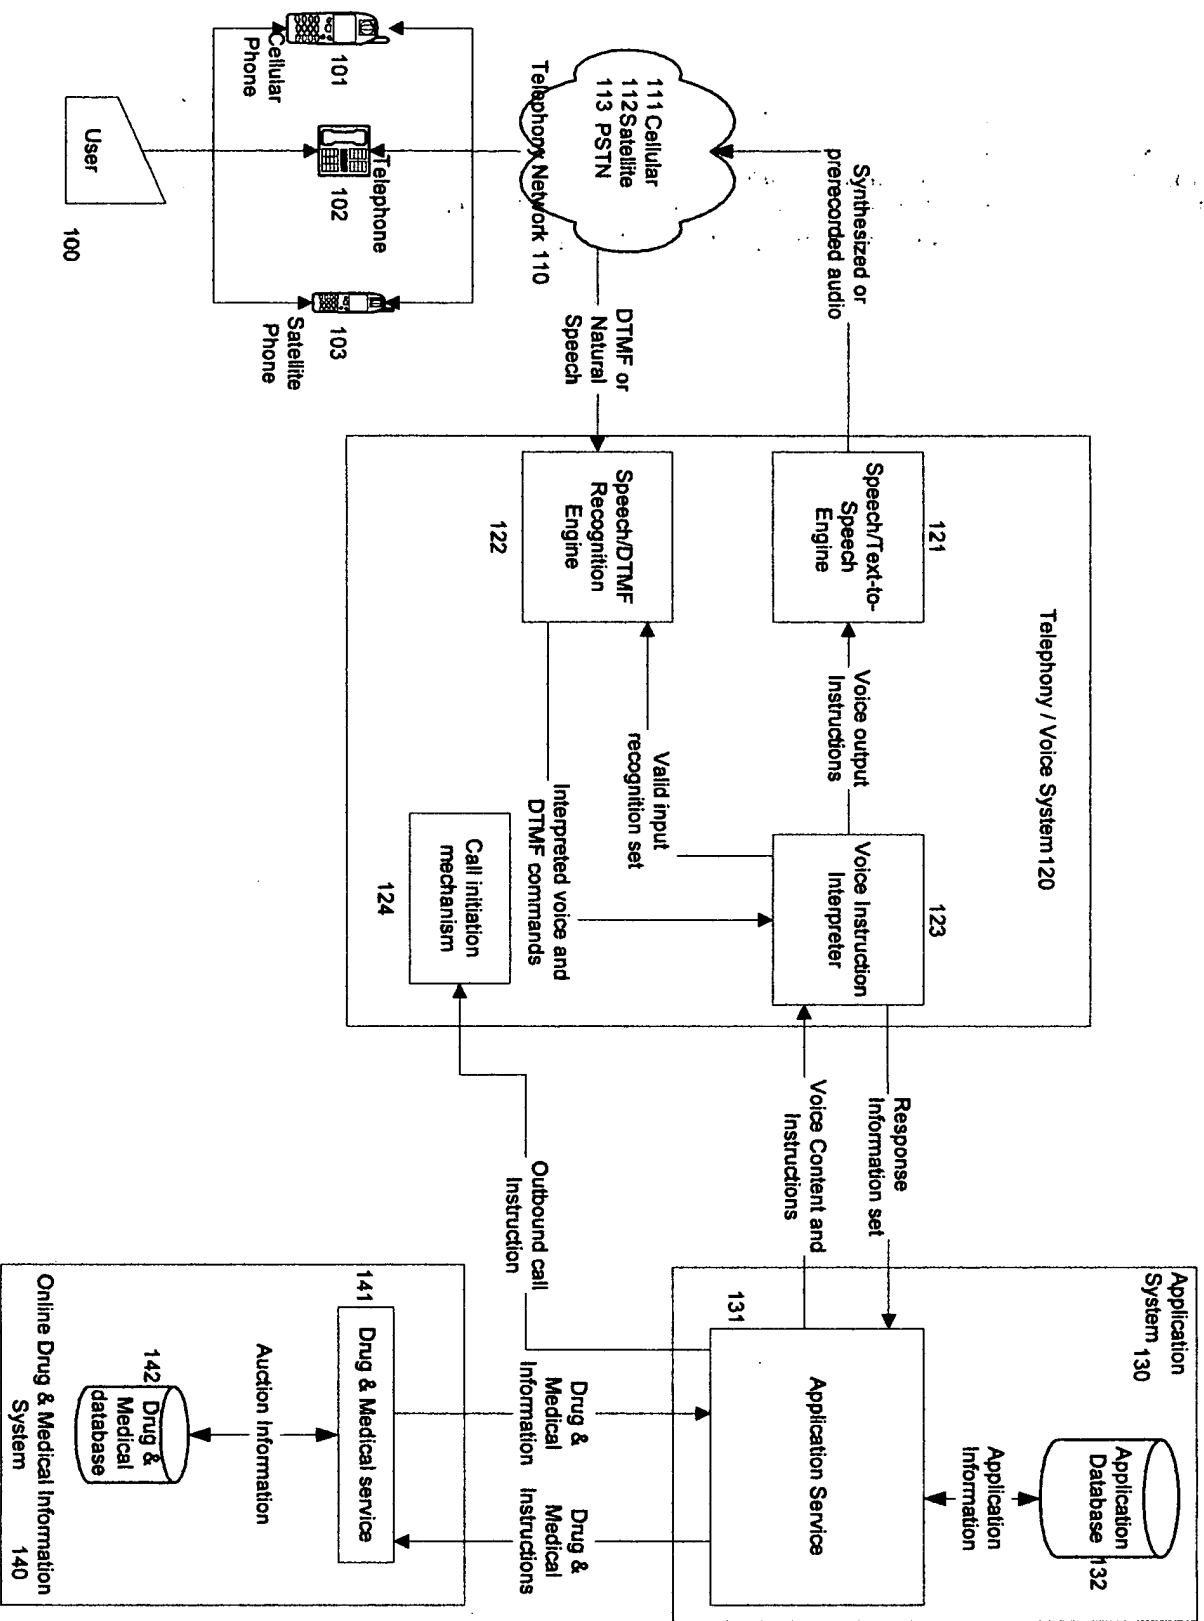 Application
System 130
Application
Database 132
Application
Information
131
Application Service
Telephony / Voice System 120
121
Speech/Text-to-
Speech
Engine
Voice output
Instructions
123
Voice Instruction
Interpreter
Response
Information set
Voice Content and
Instructions
Synthesized or
prerecorded audio
111 Cellular
112 Satellite
113 PSTN
Telephony Network 110
DTMF or
Natural
Speech
Speech/DTMF
Recognition
Engine
122
Valid input
recognition set
Interpreted voice and
DTMF commands
Call initiation
mechanism
124
Outbound call
Instruction
Drug &
Medical
Information
Drug &
Medical
Instructions
101
Cellular
Phone
Telephone
102
103
Satellite
Phone
User
100
141
Drug & Medical service
Auction Information
142
Drug &
Medical
database
Online Drug & Medical Information
System 140